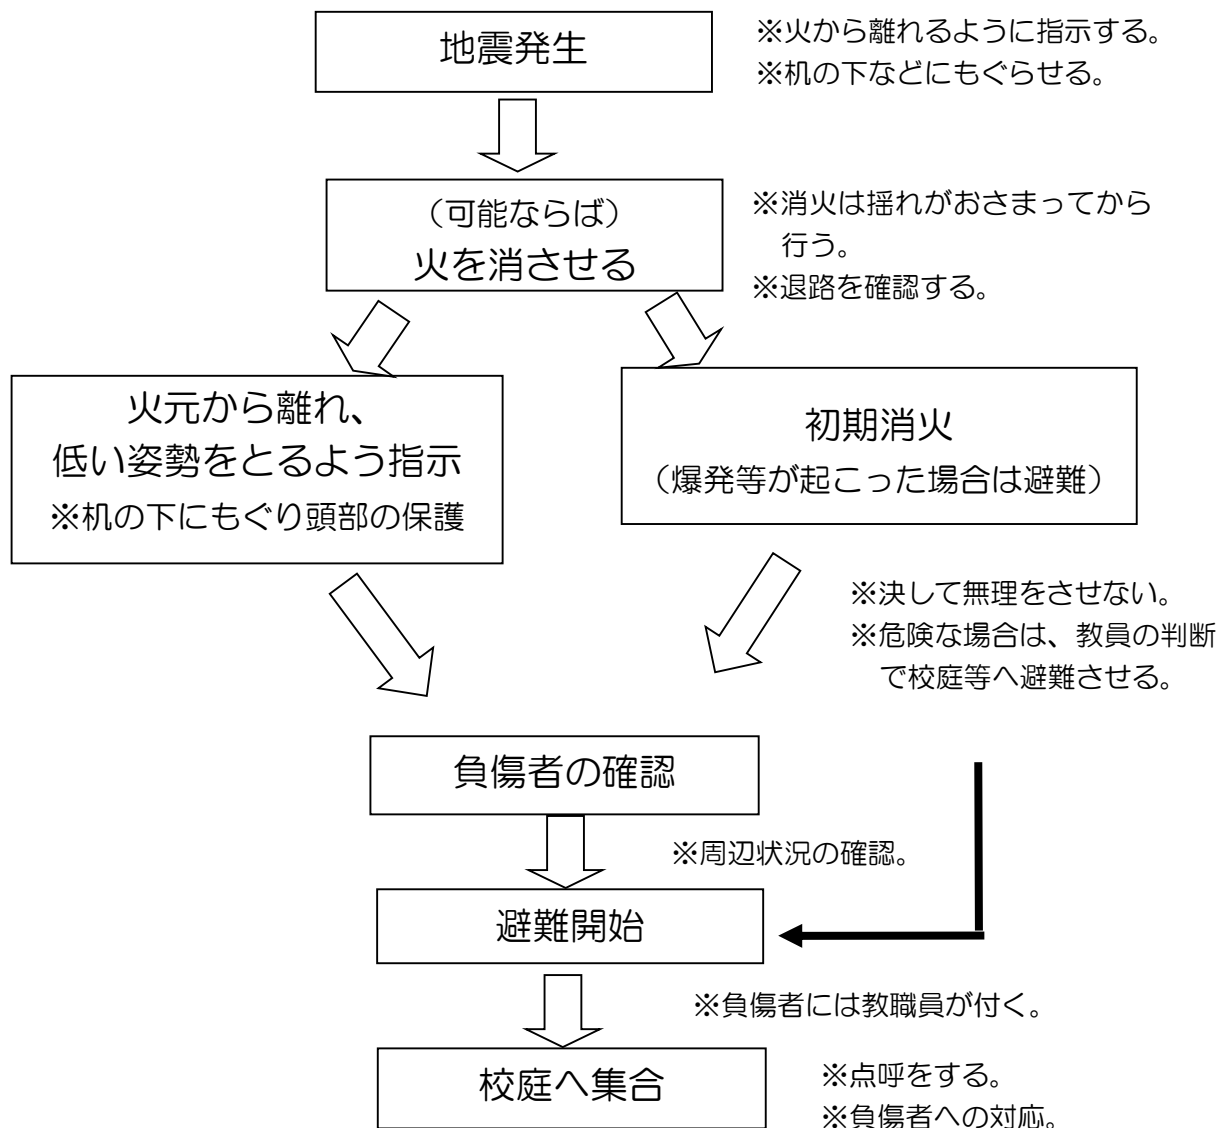 地震発生
※火から離れるように指示する。
※机の下などにもぐらせる。
（可能ならば）
火を消させる
※消火は揺れがおさまってから
行う。
※退路を確認する。
火元から離れ、
低い姿勢をとるよう指示
※机の下にもぐり頭部の保護
初期消火
（爆発等が起こった場合は避難）
※決して無理をさせない。
※危険な場合は、教員の判断
で校庭等へ避難させる。
負傷者の確認
※周辺状況の確認。
避難開始
※負傷者には教職員が付く。
校庭へ集合
※点呼をする。
※負傷者への対応。